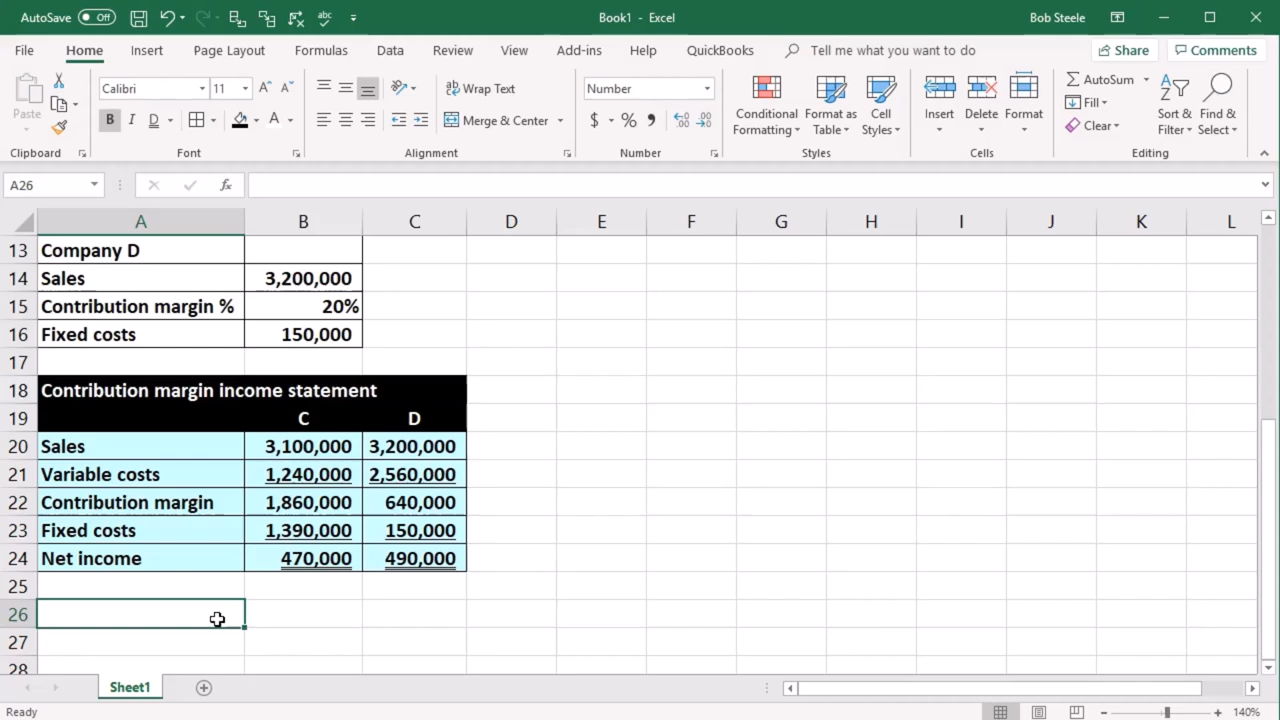 AutoSave Off Book1 - Excel Bob Steele
File Home Insert Page Layout Formulas Data Review View Add-ins Help QuickBooks Tell me what you want to do Share Comments
Calibri 11 Wrap Text Number AutoSum
Paste Conditional Format as Cell Insert Delete Format Fill Sort & Find &
B I D A Merge & Center $ % Formatting Table Styles Clear Filter Select
Clipboard Font Alignment Number Styles Cells Editing
A26 fx
A B C D E F G H I J K L
13 Company D
14 Sales 3,200,000
15 Contribution margin % 20%
16 Fixed costs 150,000
17
18 Contribution margin income statement
19 C D
20 Sales 3,100,000 3,200,000
21 Variable costs 1,240,000 2,560,000
22 Contribution margin 1,860,000 640,000
23 Fixed costs 1,390,000 150,000
24 Net income 470,000 490,000
25
26
27
28
Sheet1
Ready 140%